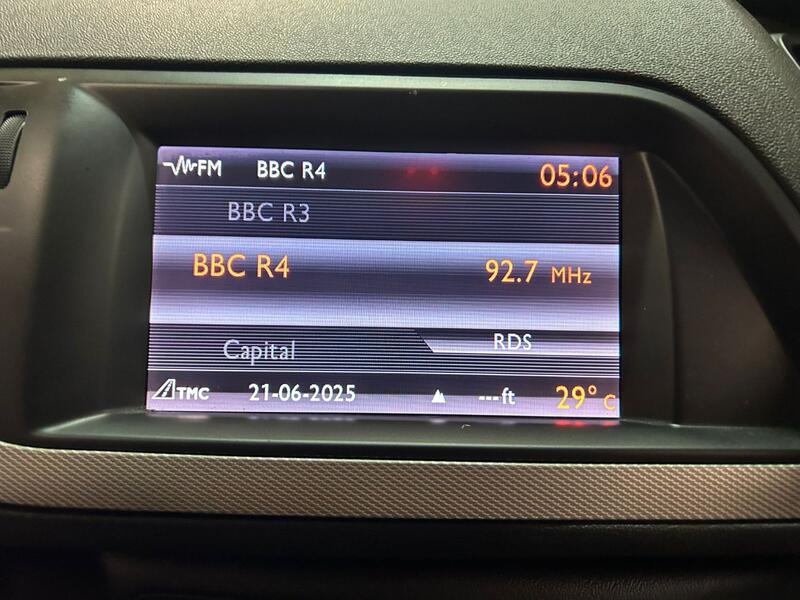 FM BBC R4 05:06
BBC R3
BBC R4 92.7 MHz
Capital RDS
TMC 21-06-2025 ---ft 29° C